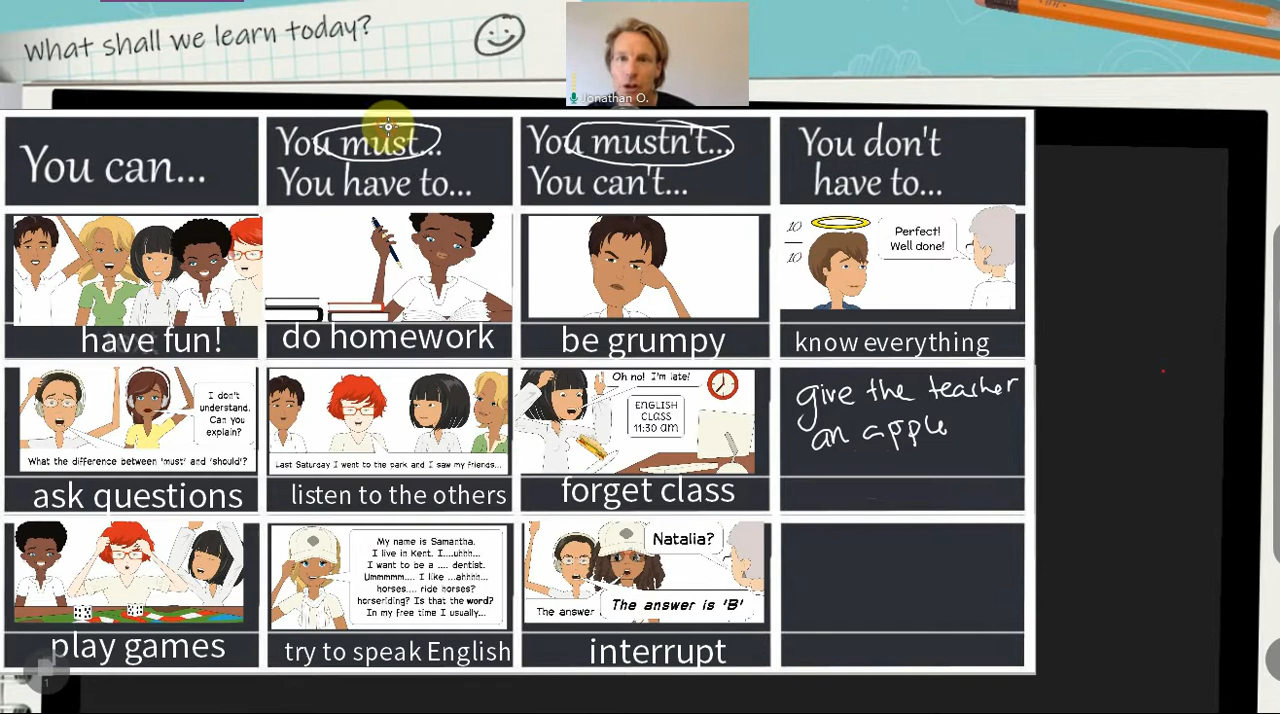 What shall we learn today?
Jonathan O.
You can...
You must...
You have to...
You mustn't...
You can't...
You don't
have to...
10
10
Perfect!
Well done!
have fun!
do homework
be grumpy
know everything
I don't
understand.
Can you
explain?
What the difference between 'must' and 'should'?
Last Saturday I went to the park and I saw my friends...
Oh no! I'm late!
ENGLISH
CLASS
11:30 am
give the teacher
an apple
ask questions
listen to the others
forget class
My name is Samantha.
I live in Kent. I....uhhh...
I want to be a .... dentist.
Ummmmm.... I like ...ahhhh...
horses.... ride horses?
horseriding? Is that the word?
In my free time I usually...
Natalia?
The answer
The answer is 'B'
play games
try to speak English
interrupt
1